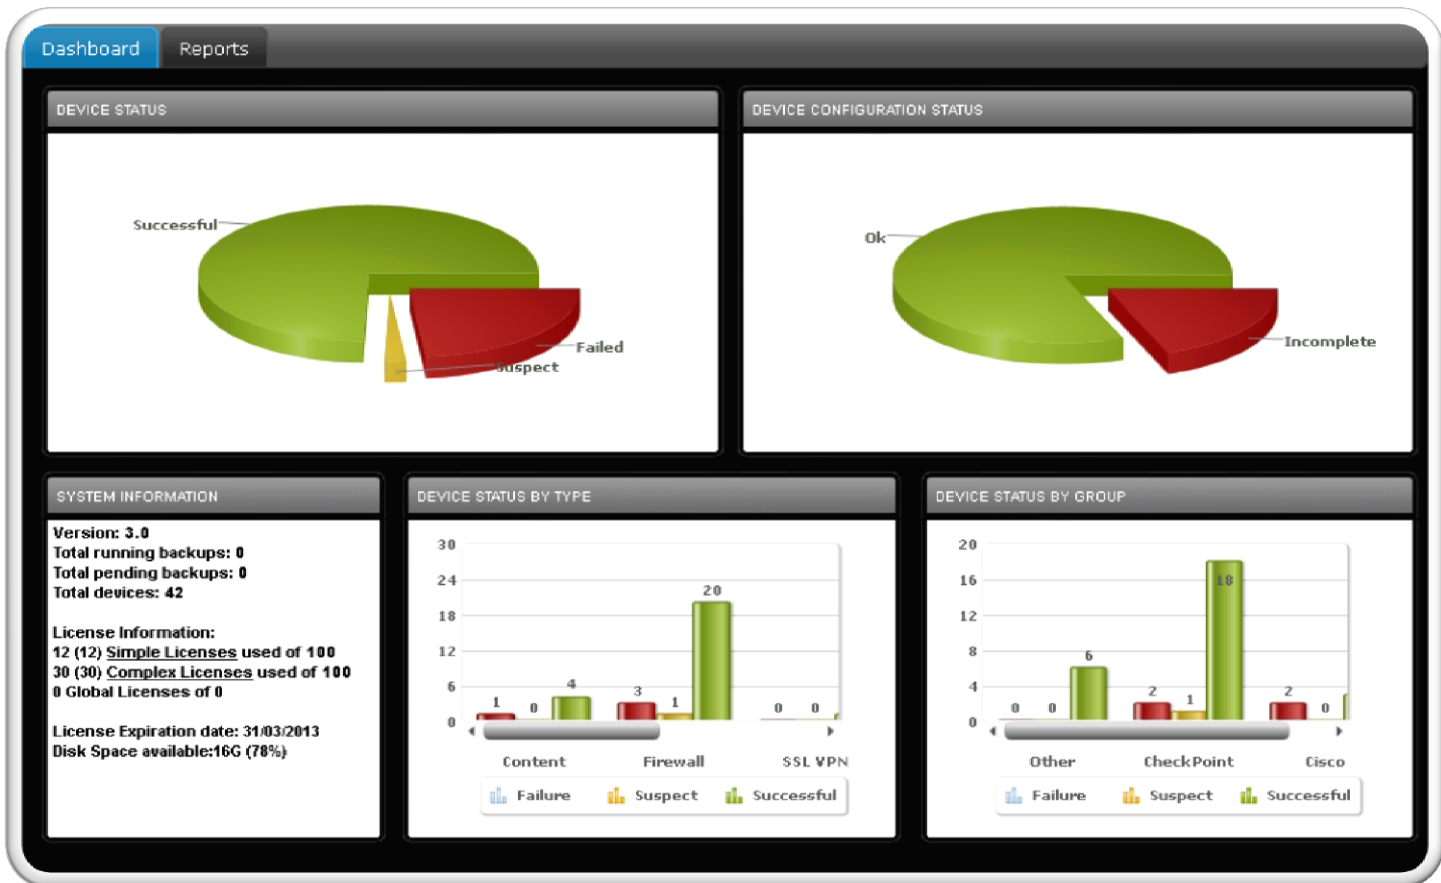 Dashboard
Reports
DEVICE STATUS
Successful
Failed
Suspect
DEVICE CONFIGURATION STATUS
Ok
Incomplete
SYSTEM INFORMATION
Version: 3.0
Total running backups: 0
Total pending backups: 0
Total devices: 42
License Information:
12 (12) Simple Licenses used of 100
30 (30) Complex Licenses used of 100
0 Global Licenses of 0
License Expiration date: 31/03/2013
Disk Space available:16G (78%)
DEVICE STATUS BY TYPE
30
24
18
12
6
0
1 0 4 3 1 20 0 0
Content Firewall SSL VPN
Failure Suspect Successful
DEVICE STATUS BY GROUP
20
16
12
8
4
0
0 0 6 2 1 18 2 0
Other CheckPoint Cisco
Failure Suspect Successful